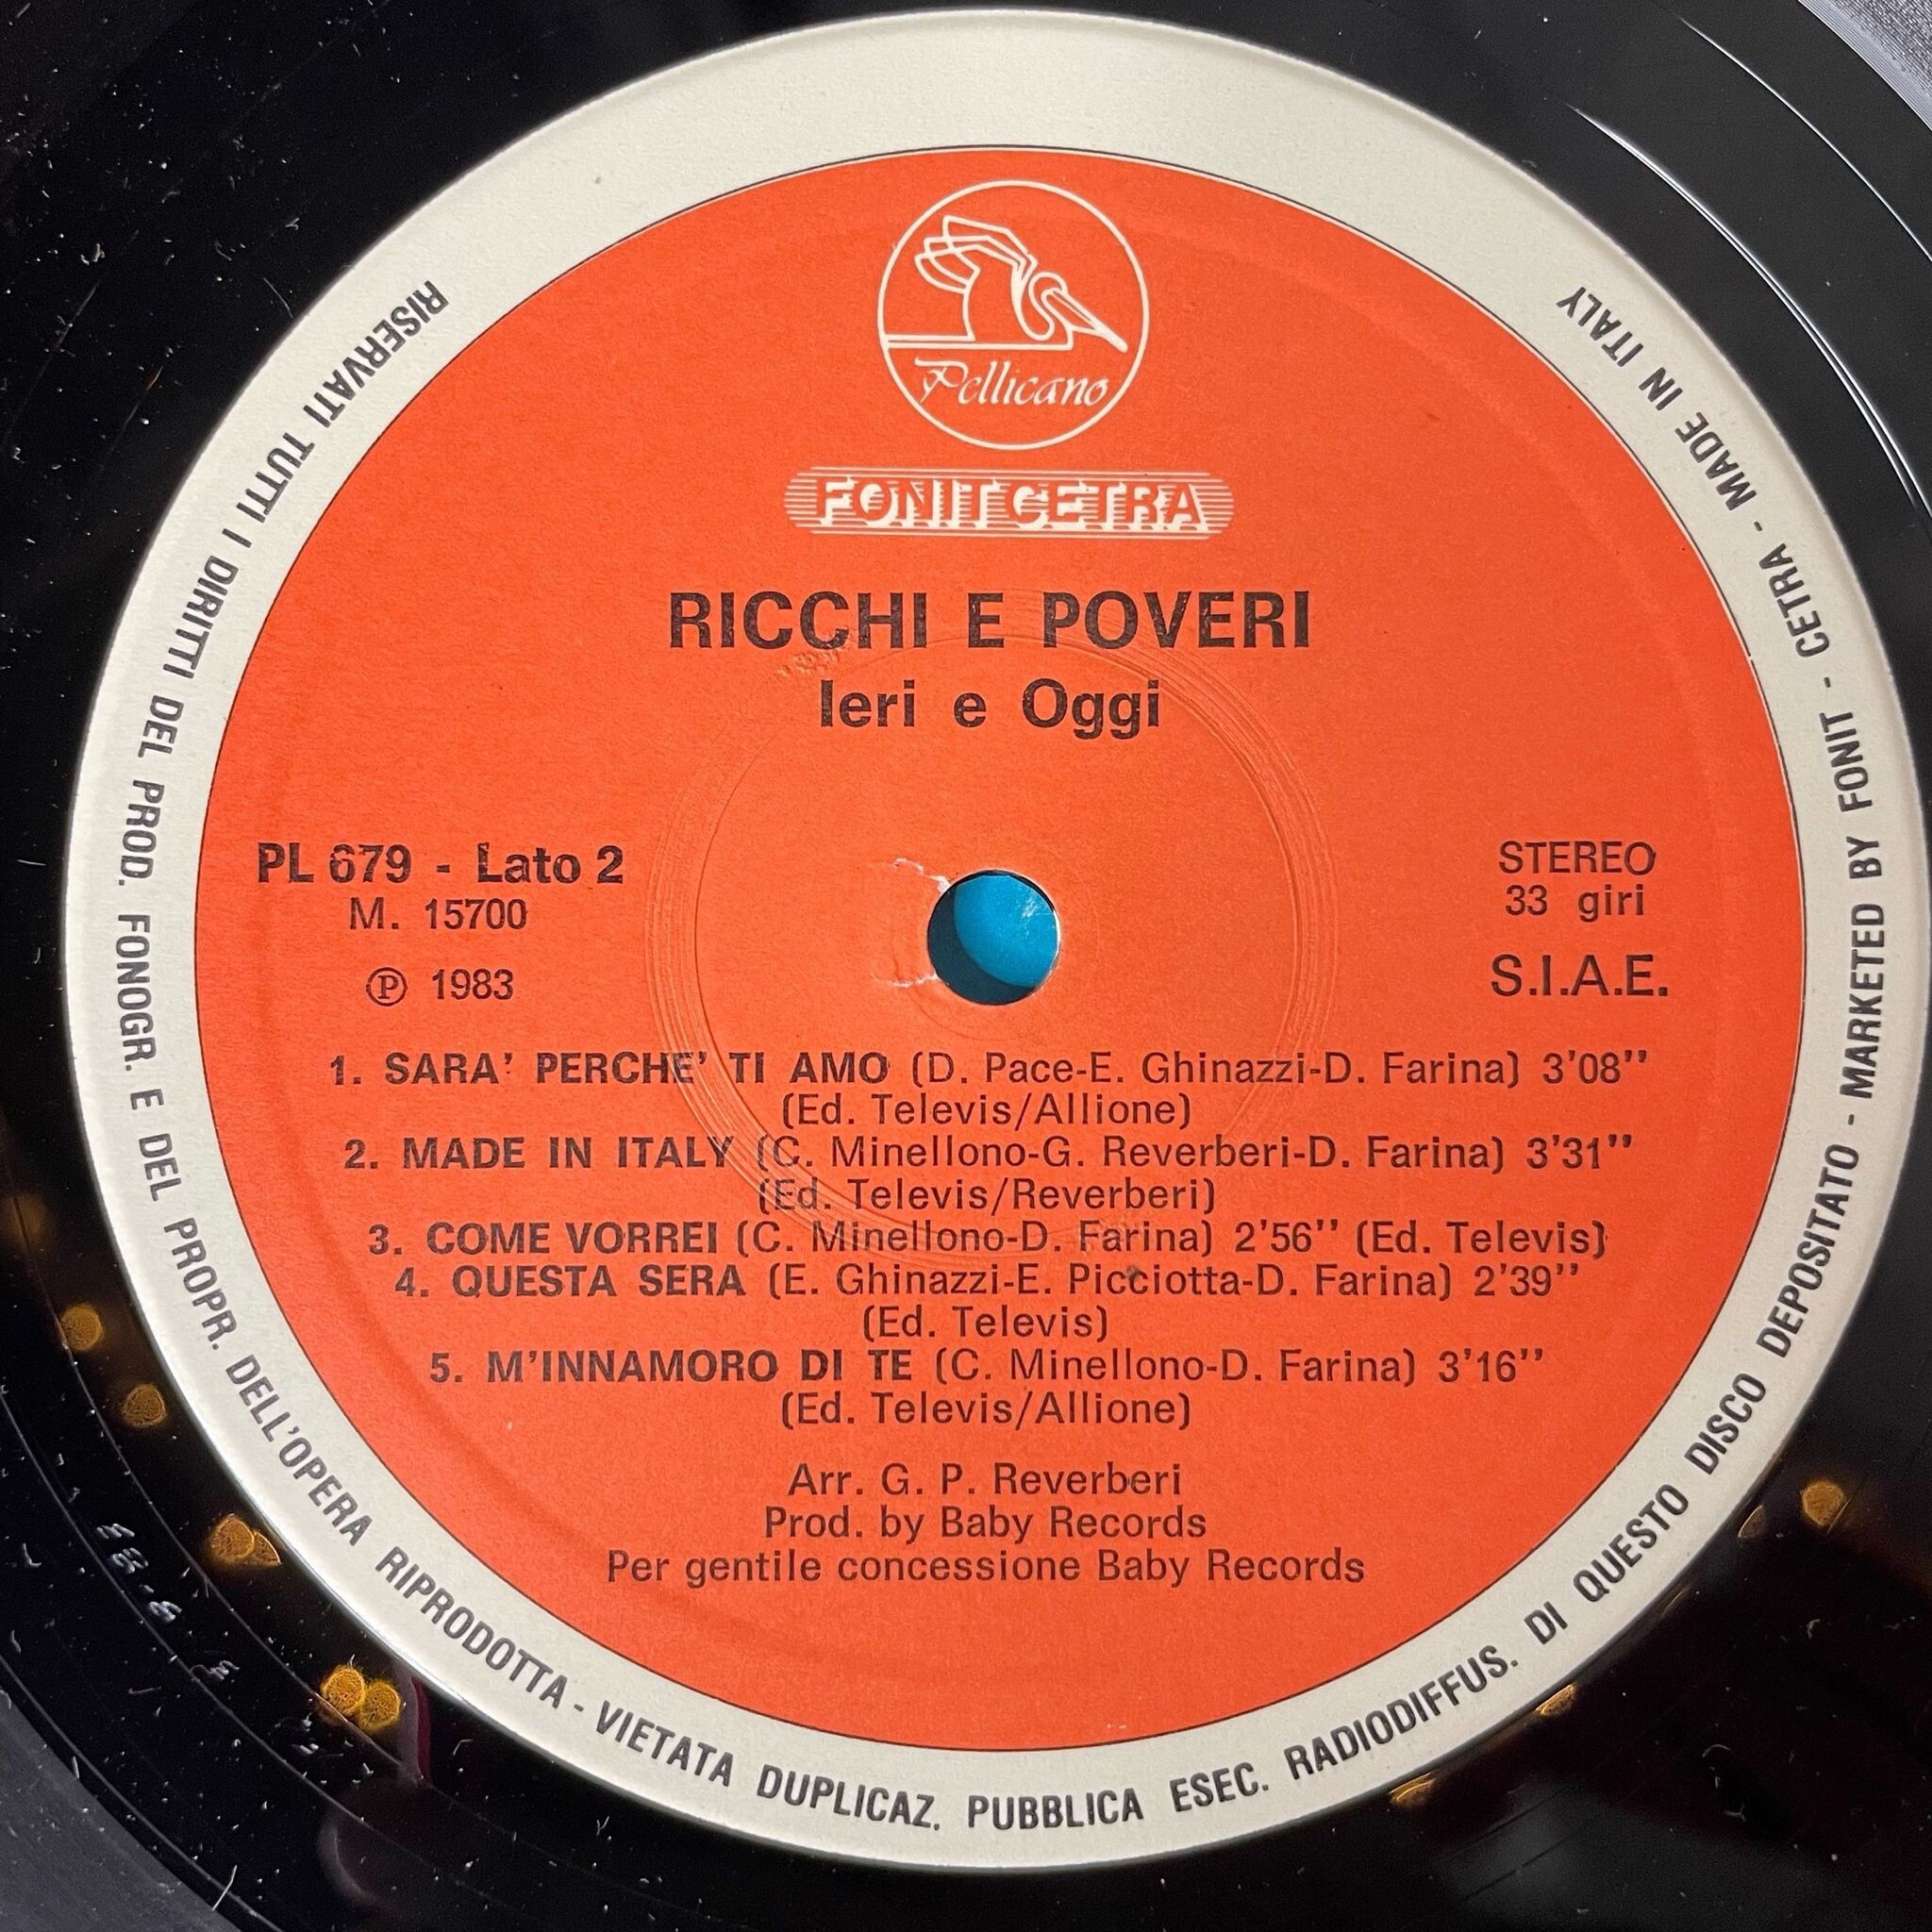 Pellicano
FONIT CETRA
RICCHI E POVERI
Ieri e Oggi
PL 679 - Lato 2
M. 15700
℗ 1983
STEREO
33 giri
S.I.A.E.
1. SARA' PERCHE' TI AMO (D. Pace-E. Ghinazzi-D. Farina) 3'08''
(Ed. Televis/Allione)
2. MADE IN ITALY (C. Minellono-G. Reverberi-D. Farina) 3'31''
(Ed. Televis/Reverberi)
3. COME VORREI (C. Minellono-D. Farina) 2'56'' (Ed. Televis)
4. QUESTA SERA (E. Ghinazzi-E. Picciotta-D. Farina) 2'39''
(Ed. Televis)
5. M'INNAMORO DI TE (C. Minellono-D. Farina) 3'16''
(Ed. Televis/Allione)
Arr. G. P. Reverberi
Prod. by Baby Records
Per gentile concessione Baby Records
RISERVATI TUTTI I DIRITTI DEL PROD. FONOGR. E DEL PROPR. DELL'OPERA RIPRODOTTA - VIETATA DUPLICAZ. PUBBLICA ESEC. RADIODIFFUS. DI QUESTO DISCO DEPOSITATO - MARKETED BY FONIT - CETRA - MADE IN ITALY